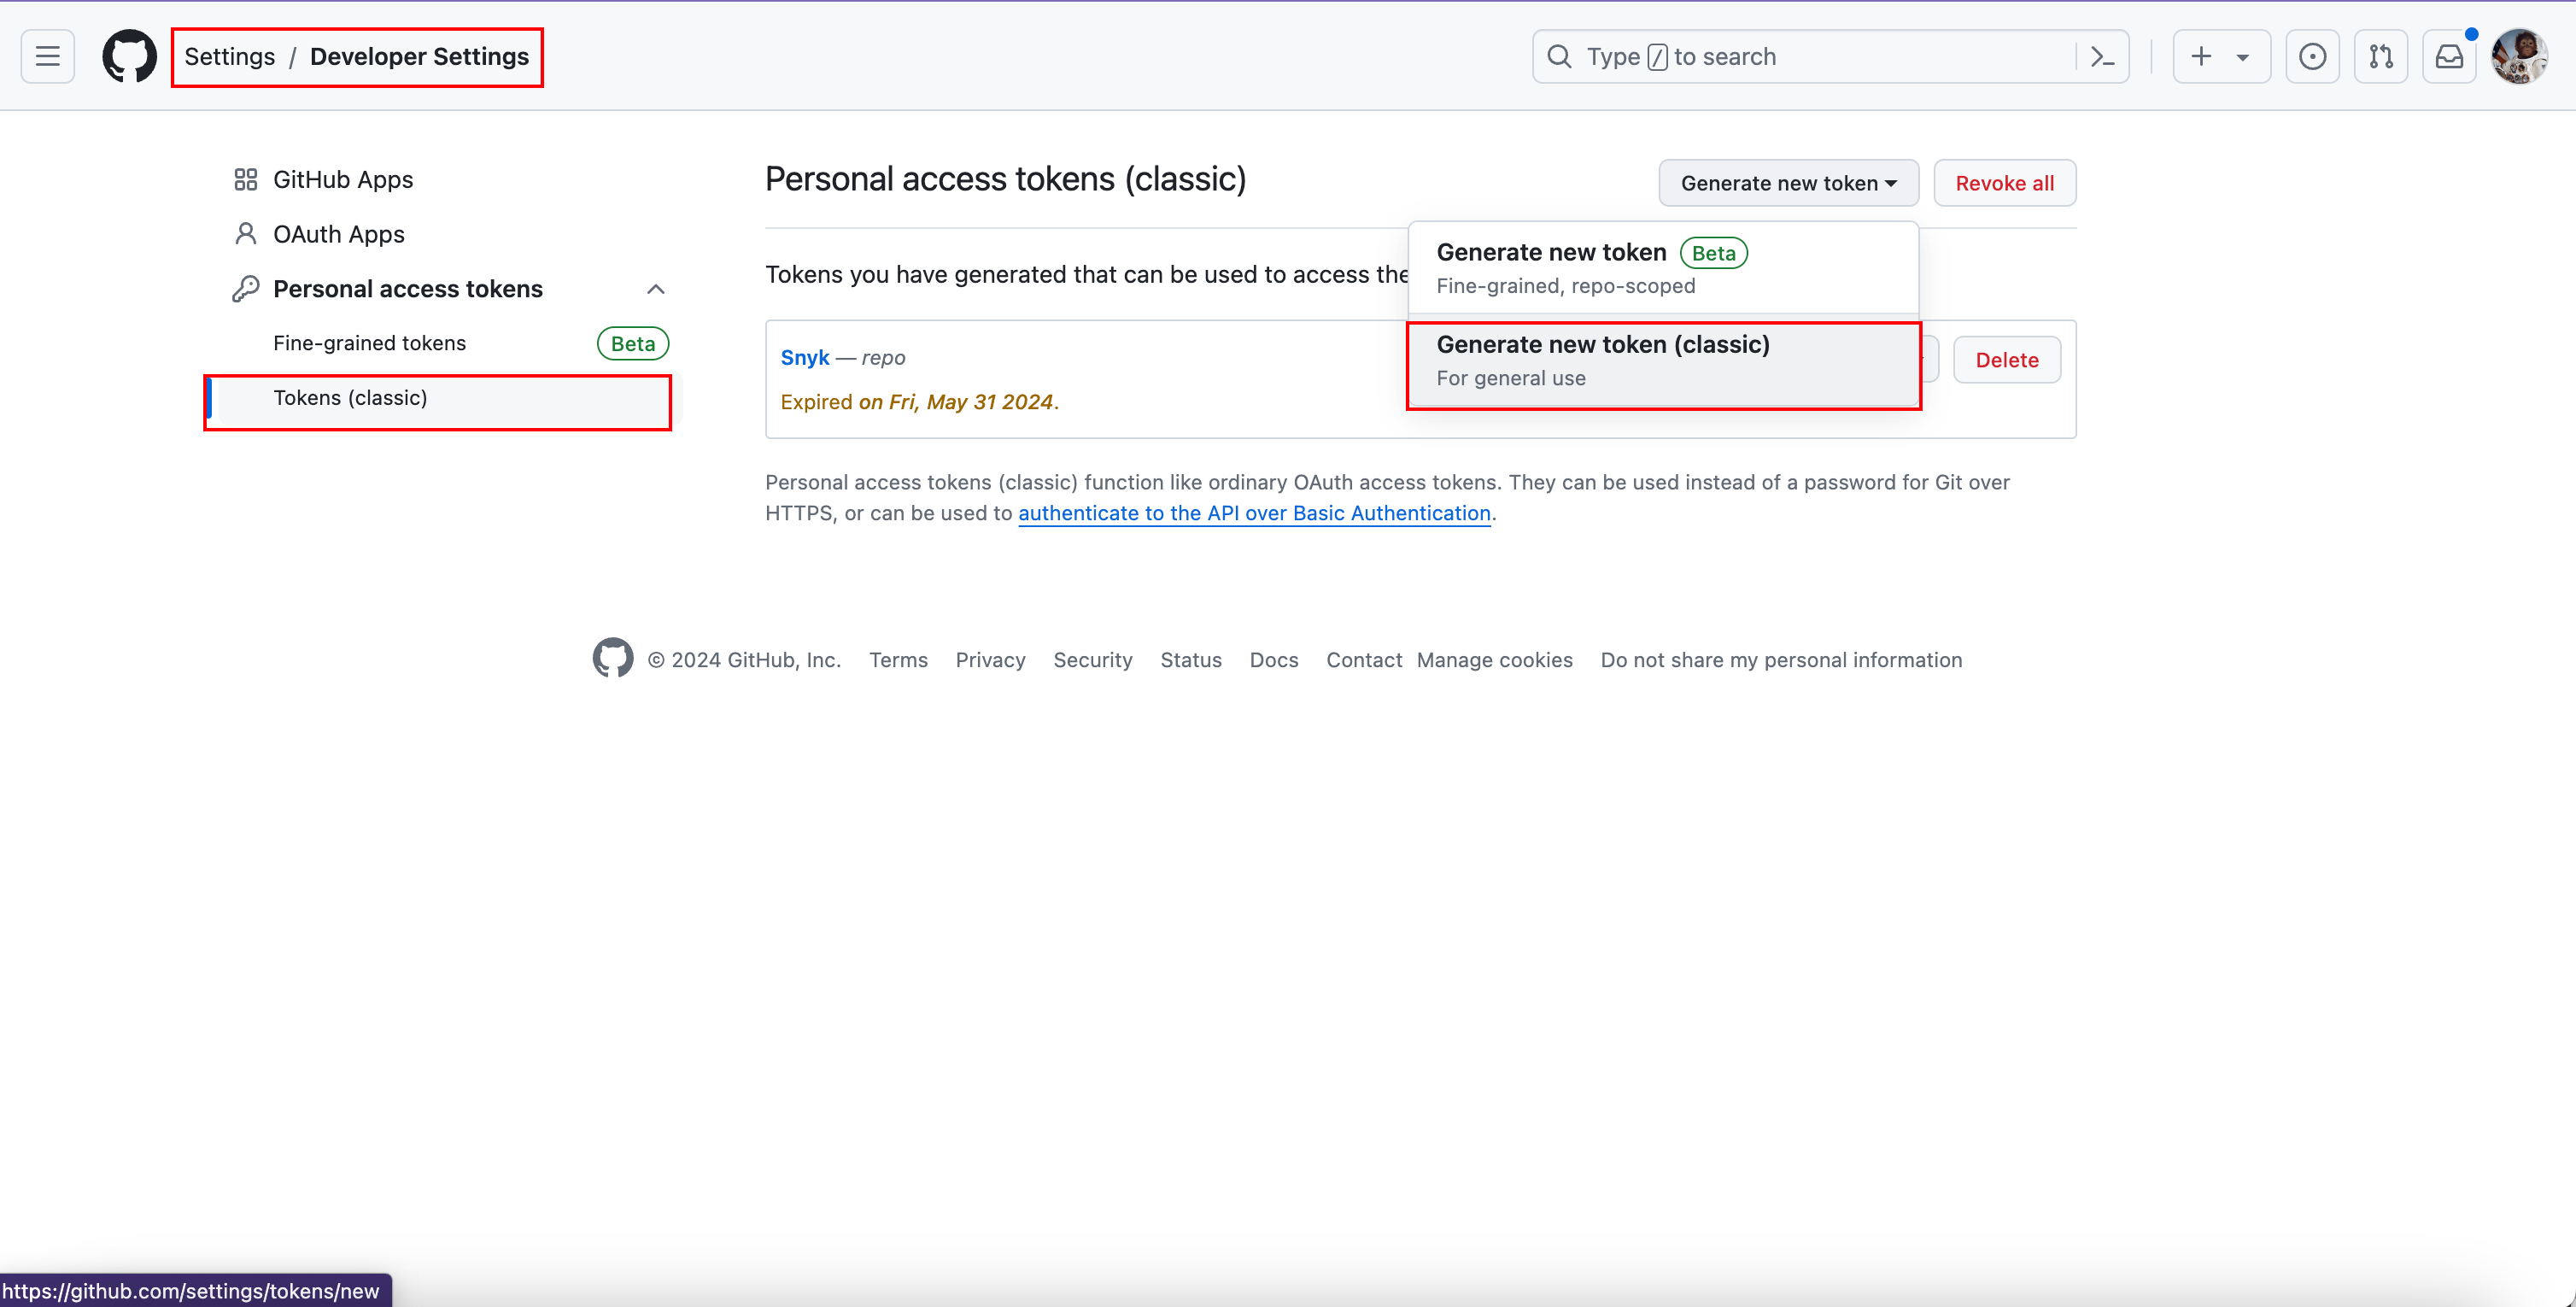 Settings / Developer Settings
Type / to search
GitHub Apps
OAuth Apps
Personal access tokens
Fine-grained tokens Beta
Tokens (classic)
Personal access tokens (classic)
Generate new token
Revoke all
Generate new token Beta
Fine-grained, repo-scoped
Generate new token (classic)
For general use
Tokens you have generated that can be used to access the
Snyk — repo
Delete
Expired on Fri, May 31 2024.
Personal access tokens (classic) function like ordinary OAuth access tokens. They can be used instead of a password for Git over
HTTPS, or can be used to authenticate to the API over Basic Authentication.
© 2024 GitHub, Inc. Terms Privacy Security Status Docs Contact Manage cookies Do not share my personal information
https://github.com/settings/tokens/new